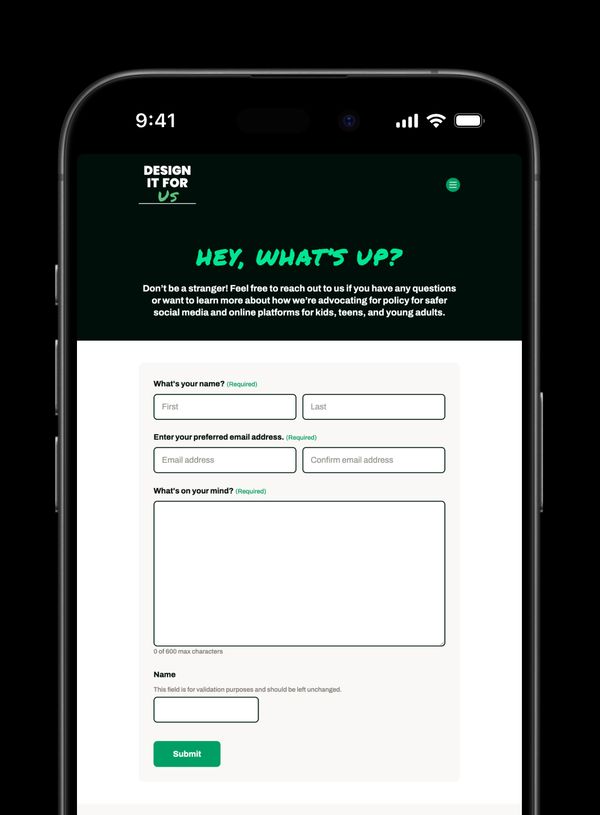 9:41
DESIGN
IT FOR
Us
HEY, WHAT'S UP?
Don't be a stranger! Feel free to reach out to us if you have any questions
or want to learn more about how we're advocating for policy for safer
social media and online platforms for kids, teens, and young adults.
What's your name? (Required)
First Last
Enter your preferred email address. (Required)
Email address Confirm email address
What's on your mind? (Required)
0 of 600 max characters
Name
This field is for validation purposes and should be left unchanged.
Submit